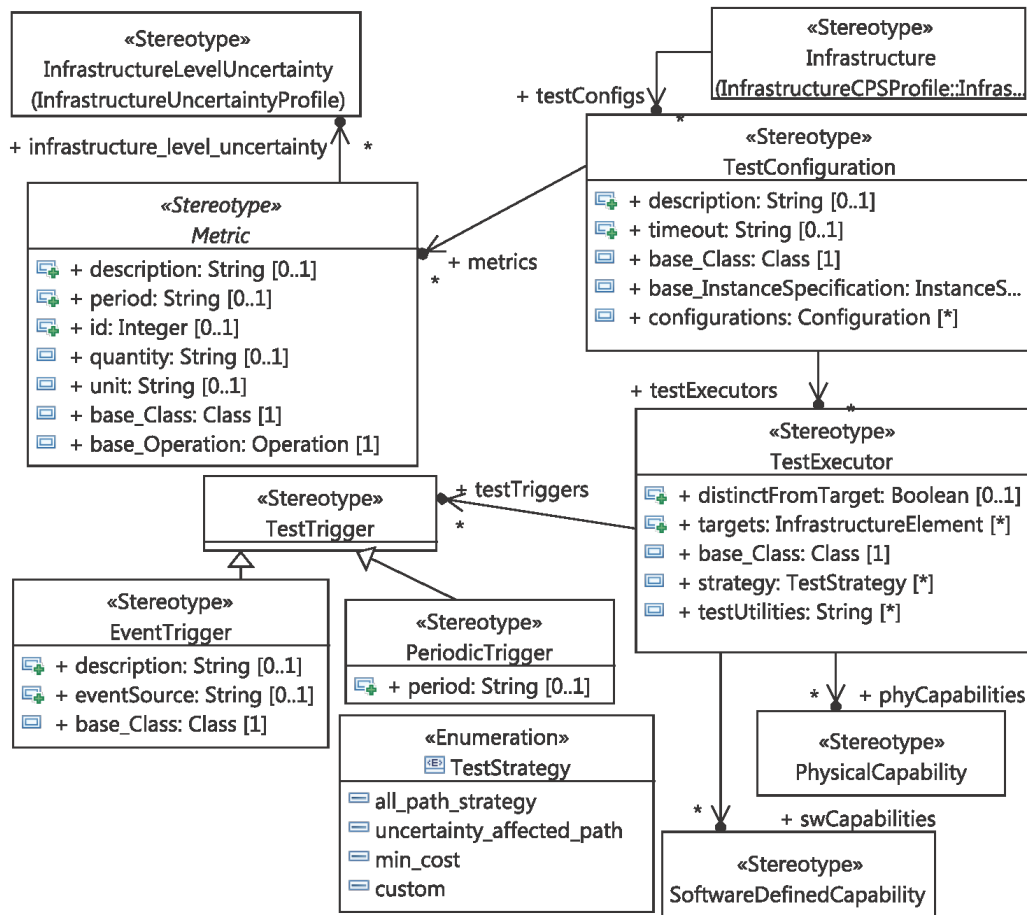 «Stereotype»
InfrastructureLevelUncertainty
(InfrastructureUncertaintyProfile)
«Stereotype»
Infrastructure
(InfrastructureCPSProfile::Infras...
+ testConfigs
*
+ infrastructure_level_uncertainty
*
«Stereotype»
TestConfiguration
+ description: String [0..1]
+ timeout: String [0..1]
+ base_Class: Class [1]
+ base_InstanceSpecification: InstanceS...
+ configurations: Configuration [*]
«Stereotype»
Metric
+ description: String [0..1]
+ period: String [0..1]
+ id: Integer [0..1]
+ quantity: String [0..1]
+ unit: String [0..1]
+ base_Class: Class [1]
+ base_Operation: Operation [1]
+ metrics
*
+ testExecutors
*
«Stereotype»
TestExecutor
+ distinctFromTarget: Boolean [0..1]
+ targets: InfrastructureElement [*]
+ base_Class: Class [1]
+ strategy: TestStrategy [*]
+ testUtilities: String [*]
+ testTriggers
*
«Stereotype»
TestTrigger
«Stereotype»
EventTrigger
+ description: String [0..1]
+ eventSource: String [0..1]
+ base_Class: Class [1]
«Stereotype»
PeriodicTrigger
+ period: String [0..1]
* + phyCapabilities
«Stereotype»
PhysicalCapability
«Enumeration»
<E> TestStrategy
all_path_strategy
uncertainty_affected_path
min_cost
custom
* + swCapabilities
«Stereotype»
SoftwareDefinedCapability